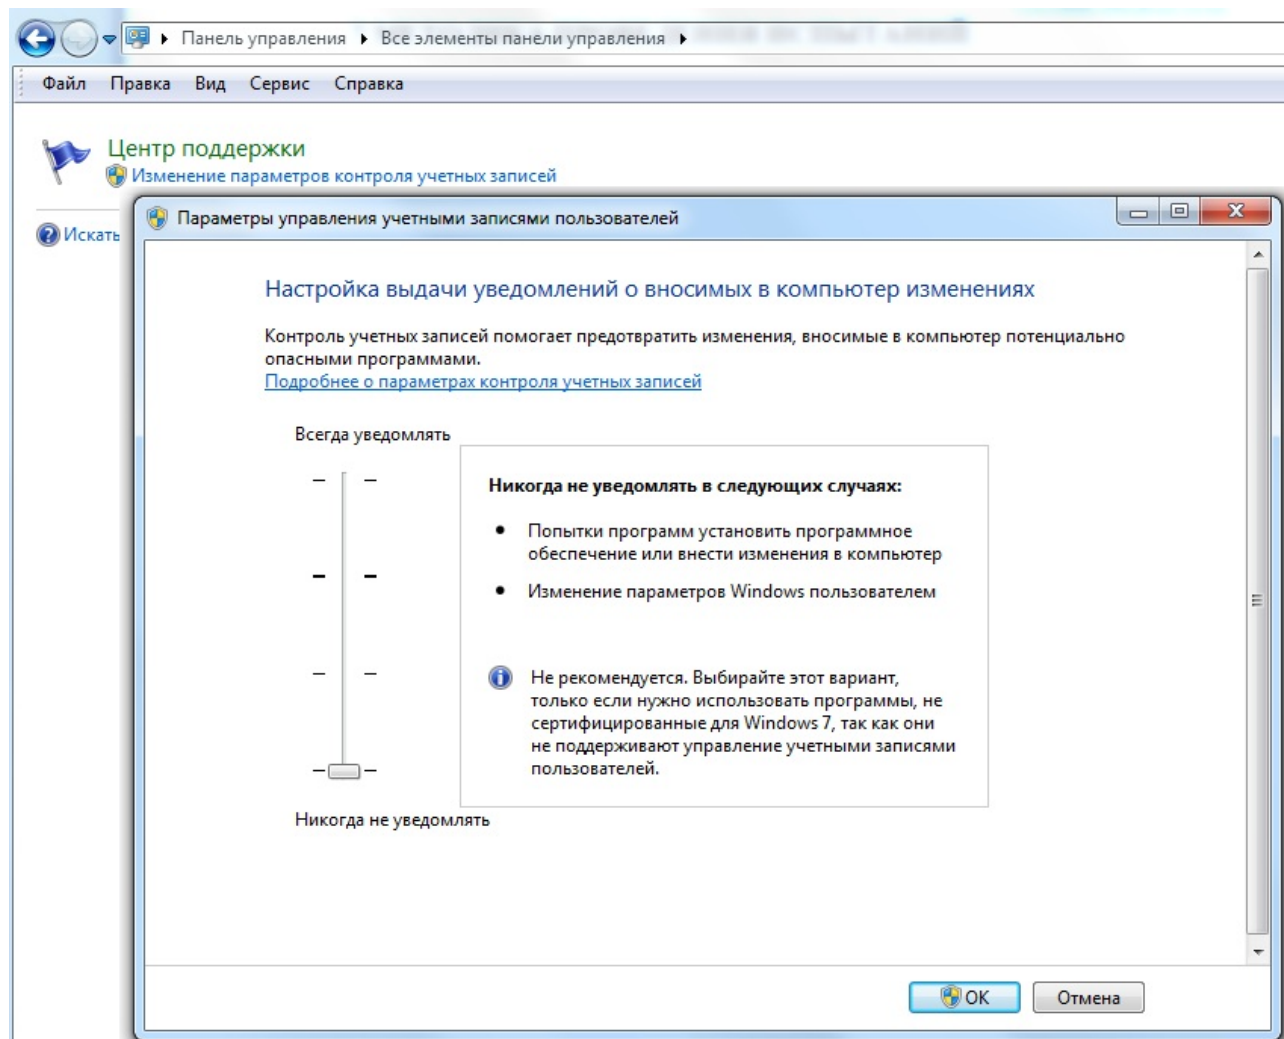 Панель управления ▸ Все элементы панели управления ▸
Файл Правка Вид Сервис Справка
Центр поддержки
Изменение параметров контроля учетных записей
Искать
Параметры управления учетными записями пользователей
Настройка выдачи уведомлений о вносимых в компьютер изменениях
Контроль учетных записей помогает предотвратить изменения, вносимые в компьютер потенциально
опасными программами.
Подробнее о параметрах контроля учетных записей
Всегда уведомлять
Никогда не уведомлять в следующих случаях:
• Попытки программ установить программное
обеспечение или внести изменения в компьютер
• Изменение параметров Windows пользователем
Не рекомендуется. Выбирайте этот вариант,
только если нужно использовать программы, не
сертифицированные для Windows 7, так как они
не поддерживают управление учетными записями
пользователей.
Никогда не уведомлять
OK Отмена